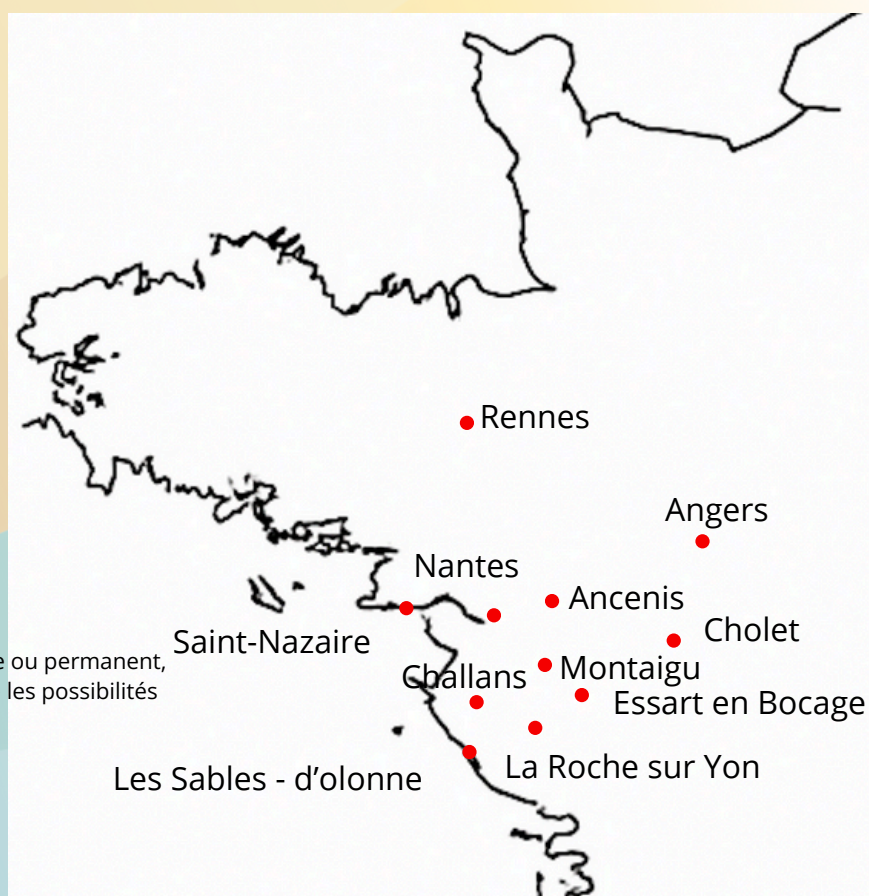 Rennes
Angers
Nantes
Ancenis
Cholet
Saint-Nazaire
e ou permanent,
Challans
Montaigu
les possibilités
Essart en Bocage
La Roche sur Yon
Les Sables - d’olonne